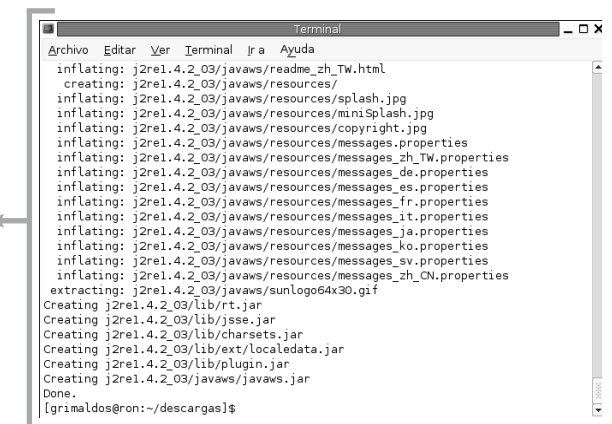 Terminal
Archivo Editar Ver Terminal Ir a Ayuda
inflating: j2re1.4.2_03/javaws/readme_zh_TW.html
creating: j2re1.4.2_03/javaws/resources/
inflating: j2re1.4.2_03/javaws/resources/splash.jpg
inflating: j2re1.4.2_03/javaws/resources/miniSplash.jpg
inflating: j2re1.4.2_03/javaws/resources/copyright.jpg
inflating: j2re1.4.2_03/javaws/resources/messages.properties
inflating: j2re1.4.2_03/javaws/resources/messages_zh_TW.properties
inflating: j2re1.4.2_03/javaws/resources/messages_de.properties
inflating: j2re1.4.2_03/javaws/resources/messages_es.properties
inflating: j2re1.4.2_03/javaws/resources/messages_fr.properties
inflating: j2re1.4.2_03/javaws/resources/messages_it.properties
inflating: j2re1.4.2_03/javaws/resources/messages_ja.properties
inflating: j2re1.4.2_03/javaws/resources/messages_ko.properties
inflating: j2re1.4.2_03/javaws/resources/messages_sv.properties
inflating: j2re1.4.2_03/javaws/resources/messages_zh_CN.properties
extracting: j2re1.4.2_03/javaws/sunlogo64x30.gif
Creating j2re1.4.2_03/lib/rt.jar
Creating j2re1.4.2_03/lib/jsse.jar
Creating j2re1.4.2_03/lib/charsets.jar
Creating j2re1.4.2_03/lib/ext/localedata.jar
Creating j2re1.4.2_03/lib/plugin.jar
Creating j2re1.4.2_03/javaws/javaws.jar
Done.
[grimaldos@ron:~/descargas]$